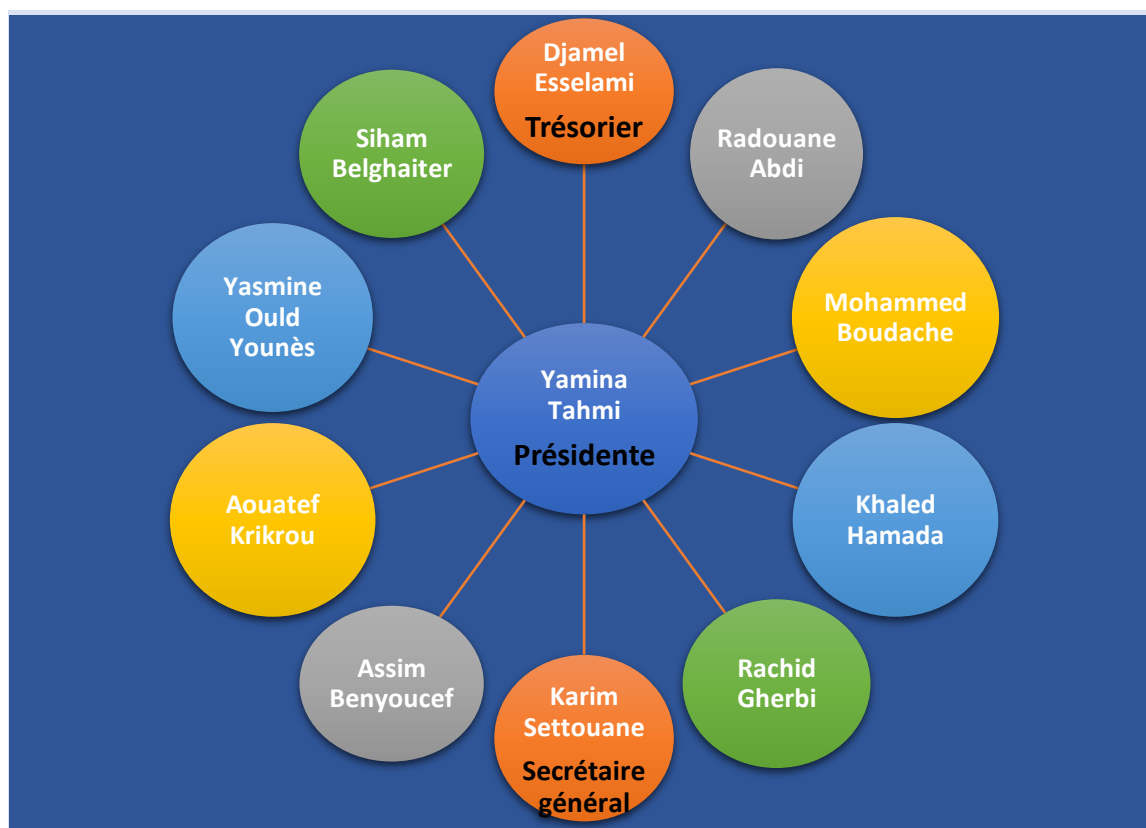 Djamel
Esselami
Trésorier
Radouane
Abdi
Mohammed
Boudache
Khaled
Hamada
Rachid
Gherbi
Karim
Settouane
Secrétaire
général
Assim
Benyoucef
Aouatef
Krikrou
Yasmine
Ould
Younès
Siham
Belghaiter
Yamina
Tahmi
Présidente